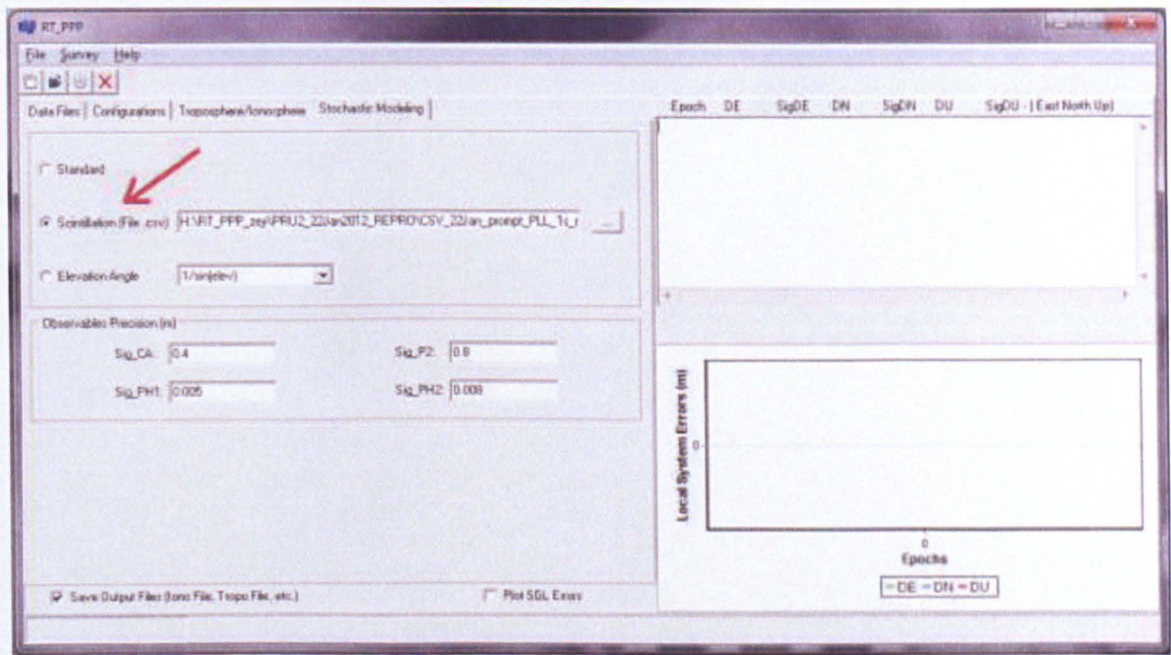 RT_PPP
File Survey Help
Data Files Configurations Troposphere/Ionosphere Stochastic Modeling
Standard
Scintillation (File .csv)
...
Elevation Angle 1/sin(elev)
Observables Precision (m)
Sig_CA: 0.4 Sig_P2: 0.8
Sig_PH1: 0.005 Sig_PH2: 0.008
Save Output Files (Iono File, Tropo File, etc.) Plot SGL Errors
Epoch DE SigDE DN SigDN DU SigDU - ( East North Up)
Local System Errors (m)
0
0
Epochs
DE DN DU